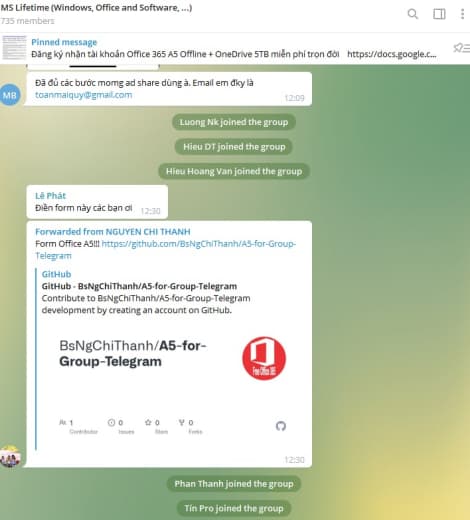 MS Lifetime (Windows, Office and Software, ...)
735 members
Pinned message
Đăng ký nhận tài khoản Office 365 A5 Offline + OneDrive 5TB miễn phí trọn đời https://docs.google.c...
Đã đủ các bước momg ad share dùng à. Email em đky là
toanmaiquy@gmail.com
12:09
MB
Luong Nk joined the group
Hieu DT joined the group
Hieu Hoang Van joined the group
Lê Phát
Điền form này các bạn ơi
12:30
Forwarded from NGUYEN CHI THANH
Form Office A5!!! https://github.com/BsNgChiThanh/A5-for-Group-
Telegram
GitHub
GitHub - BsNgChiThanh/A5-for-Group-Telegram
Contribute to BsNgChiThanh/A5-for-Group-Telegram
development by creating an account on GitHub.
BsNgChiThanh/A5-for-
Group-Telegram
Free Office 365
1
Contributor
0
Issues
0
Stars
0
Forks
12:30
Phan Thanh joined the group
Tín Pro joined the group